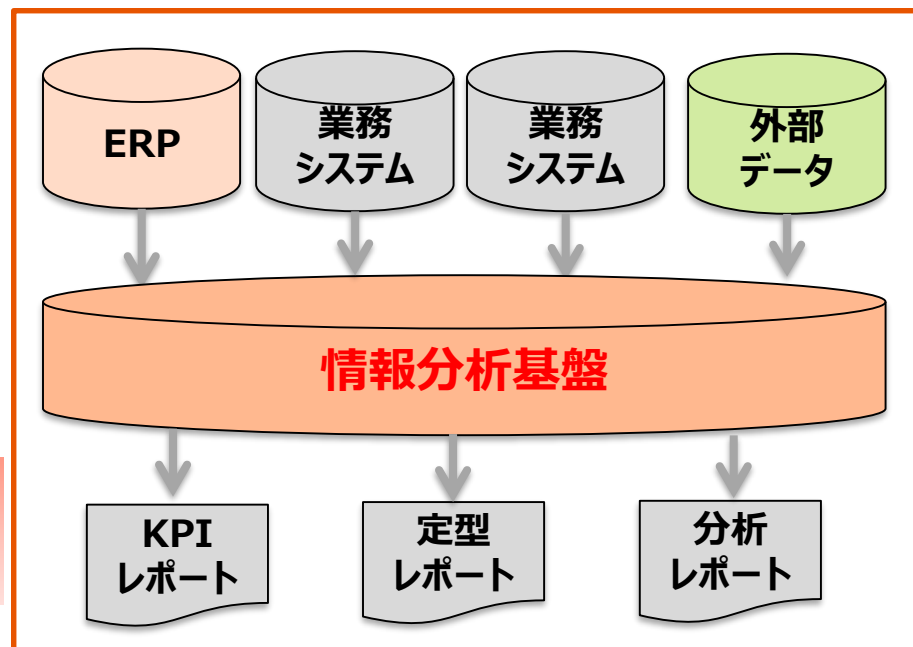 ERP
業務
システム
業務
システム
外部
データ
情報分析基盤
KPI
レポート
定型
レポート
分析
レポート